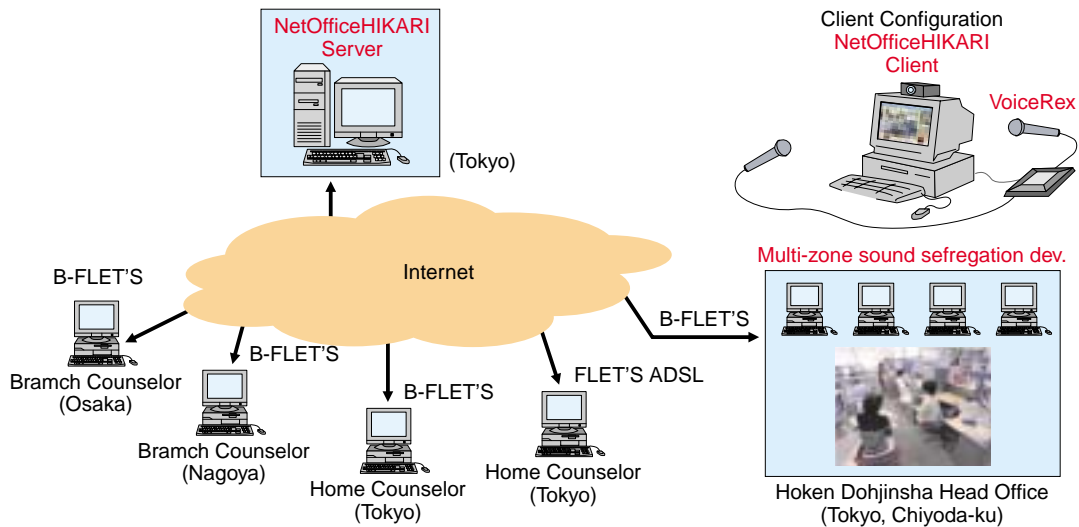 NetOfficeHIKARI
Server
(Tokyo)
Client Configuration
NetOfficeHIKARI
Client
VoiceRex
Internet
B-FLET'S
Bramch Counselor
(Osaka)
B-FLET'S
Bramch Counselor
(Nagoya)
B-FLET'S
Home Counselor
(Tokyo)
FLET'S ADSL
Home Counselor
(Tokyo)
B-FLET'S
Multi-zone sound sefregation dev.
Hoken Dohjinsha Head Office
(Tokyo, Chiyoda-ku)